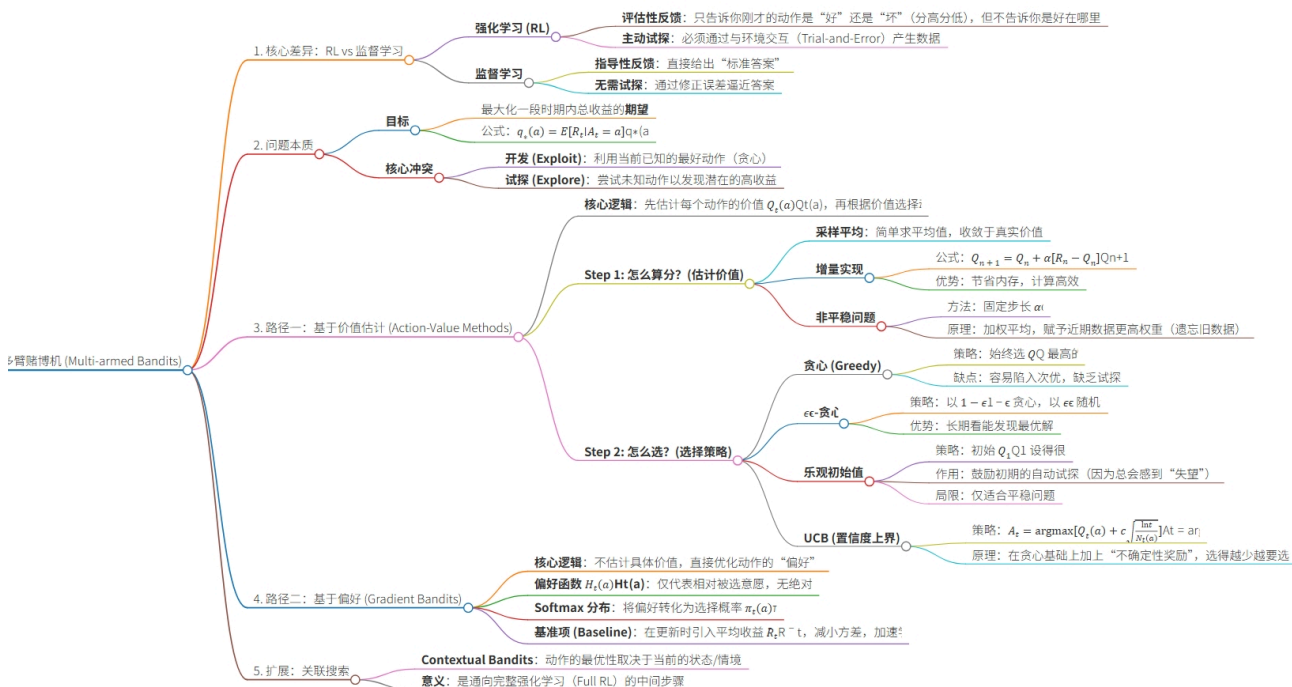 1. 核心差异：RL vs 监督学习
强化学习 (RL)
评估性反馈：只告诉你刚才的动作是“好”还是“坏”（分高分低），但不告诉你是好在哪里
主动试探：必须通过与环境交互（Trial-and-Error）产生数据
监督学习
指导性反馈：直接给出“标准答案”
无需试探：通过修正误差逼近答案
2. 问题本质
目标
最大化一段时期内总收益的期望
公式：q∗(a) = E[Rt|At = a]q∗(a
核心冲突
开发 (Exploit)：利用当前已知的最好动作（贪心）
试探 (Explore)：尝试未知动作以发现潜在的高收益
臂赌博机 (Multi-armed Bandits)
3. 路径一：基于价值估计 (Action-Value Methods)
核心逻辑：先估计每个动作的价值 Qt(a)Qt(a)，再根据价值选择
Step 1: 怎么算分？(估计价值)
采样平均：简单求平均值，收敛于真实价值
增量实现
公式：Qn+1 = Qn + α[Rn − Qn]Qn+1
优势：节省内存，计算高效
非平稳问题
方法：固定步长 α
原理：加权平均，赋予近期数据更高权重（遗忘旧数据）
Step 2: 怎么选？(选择策略)
贪心 (Greedy)
策略：始终选 QQ 最高的
缺点：容易陷入次优，缺乏试探
ϵϵ-贪心
策略：以 1 − ϵ1 − ϵ 贪心，以 ϵϵ 随机
优势：长期看能发现最优解
乐观初始值
策略：初始 Q1Q1 设得很
作用：鼓励初期的自动试探（因为总会感到“失望”）
局限：仅适合平稳问题
UCB (置信度上界)
策略：At = argmax[Qt(a) + c√(lnt/Nt(a))]At = ar
原理：在贪心基础上加上“不确定性奖励”，选得越少越要选
4. 路径二：基于偏好 (Gradient Bandits)
核心逻辑：不估计具体价值，直接优化动作的“偏好”
偏好函数 Ht(a)Ht(a)：仅代表相对被选意愿，无绝对
Softmax 分布：将偏好转化为选择概率 πt(a)
基准项 (Baseline)：在更新时引入平均收益 RtR¯t，减小方差，加速
5. 扩展：关联搜索
Contextual Bandits：动作的最优性取决于当前的状态/情境
意义：是通向完整强化学习（Full RL）的中间步骤